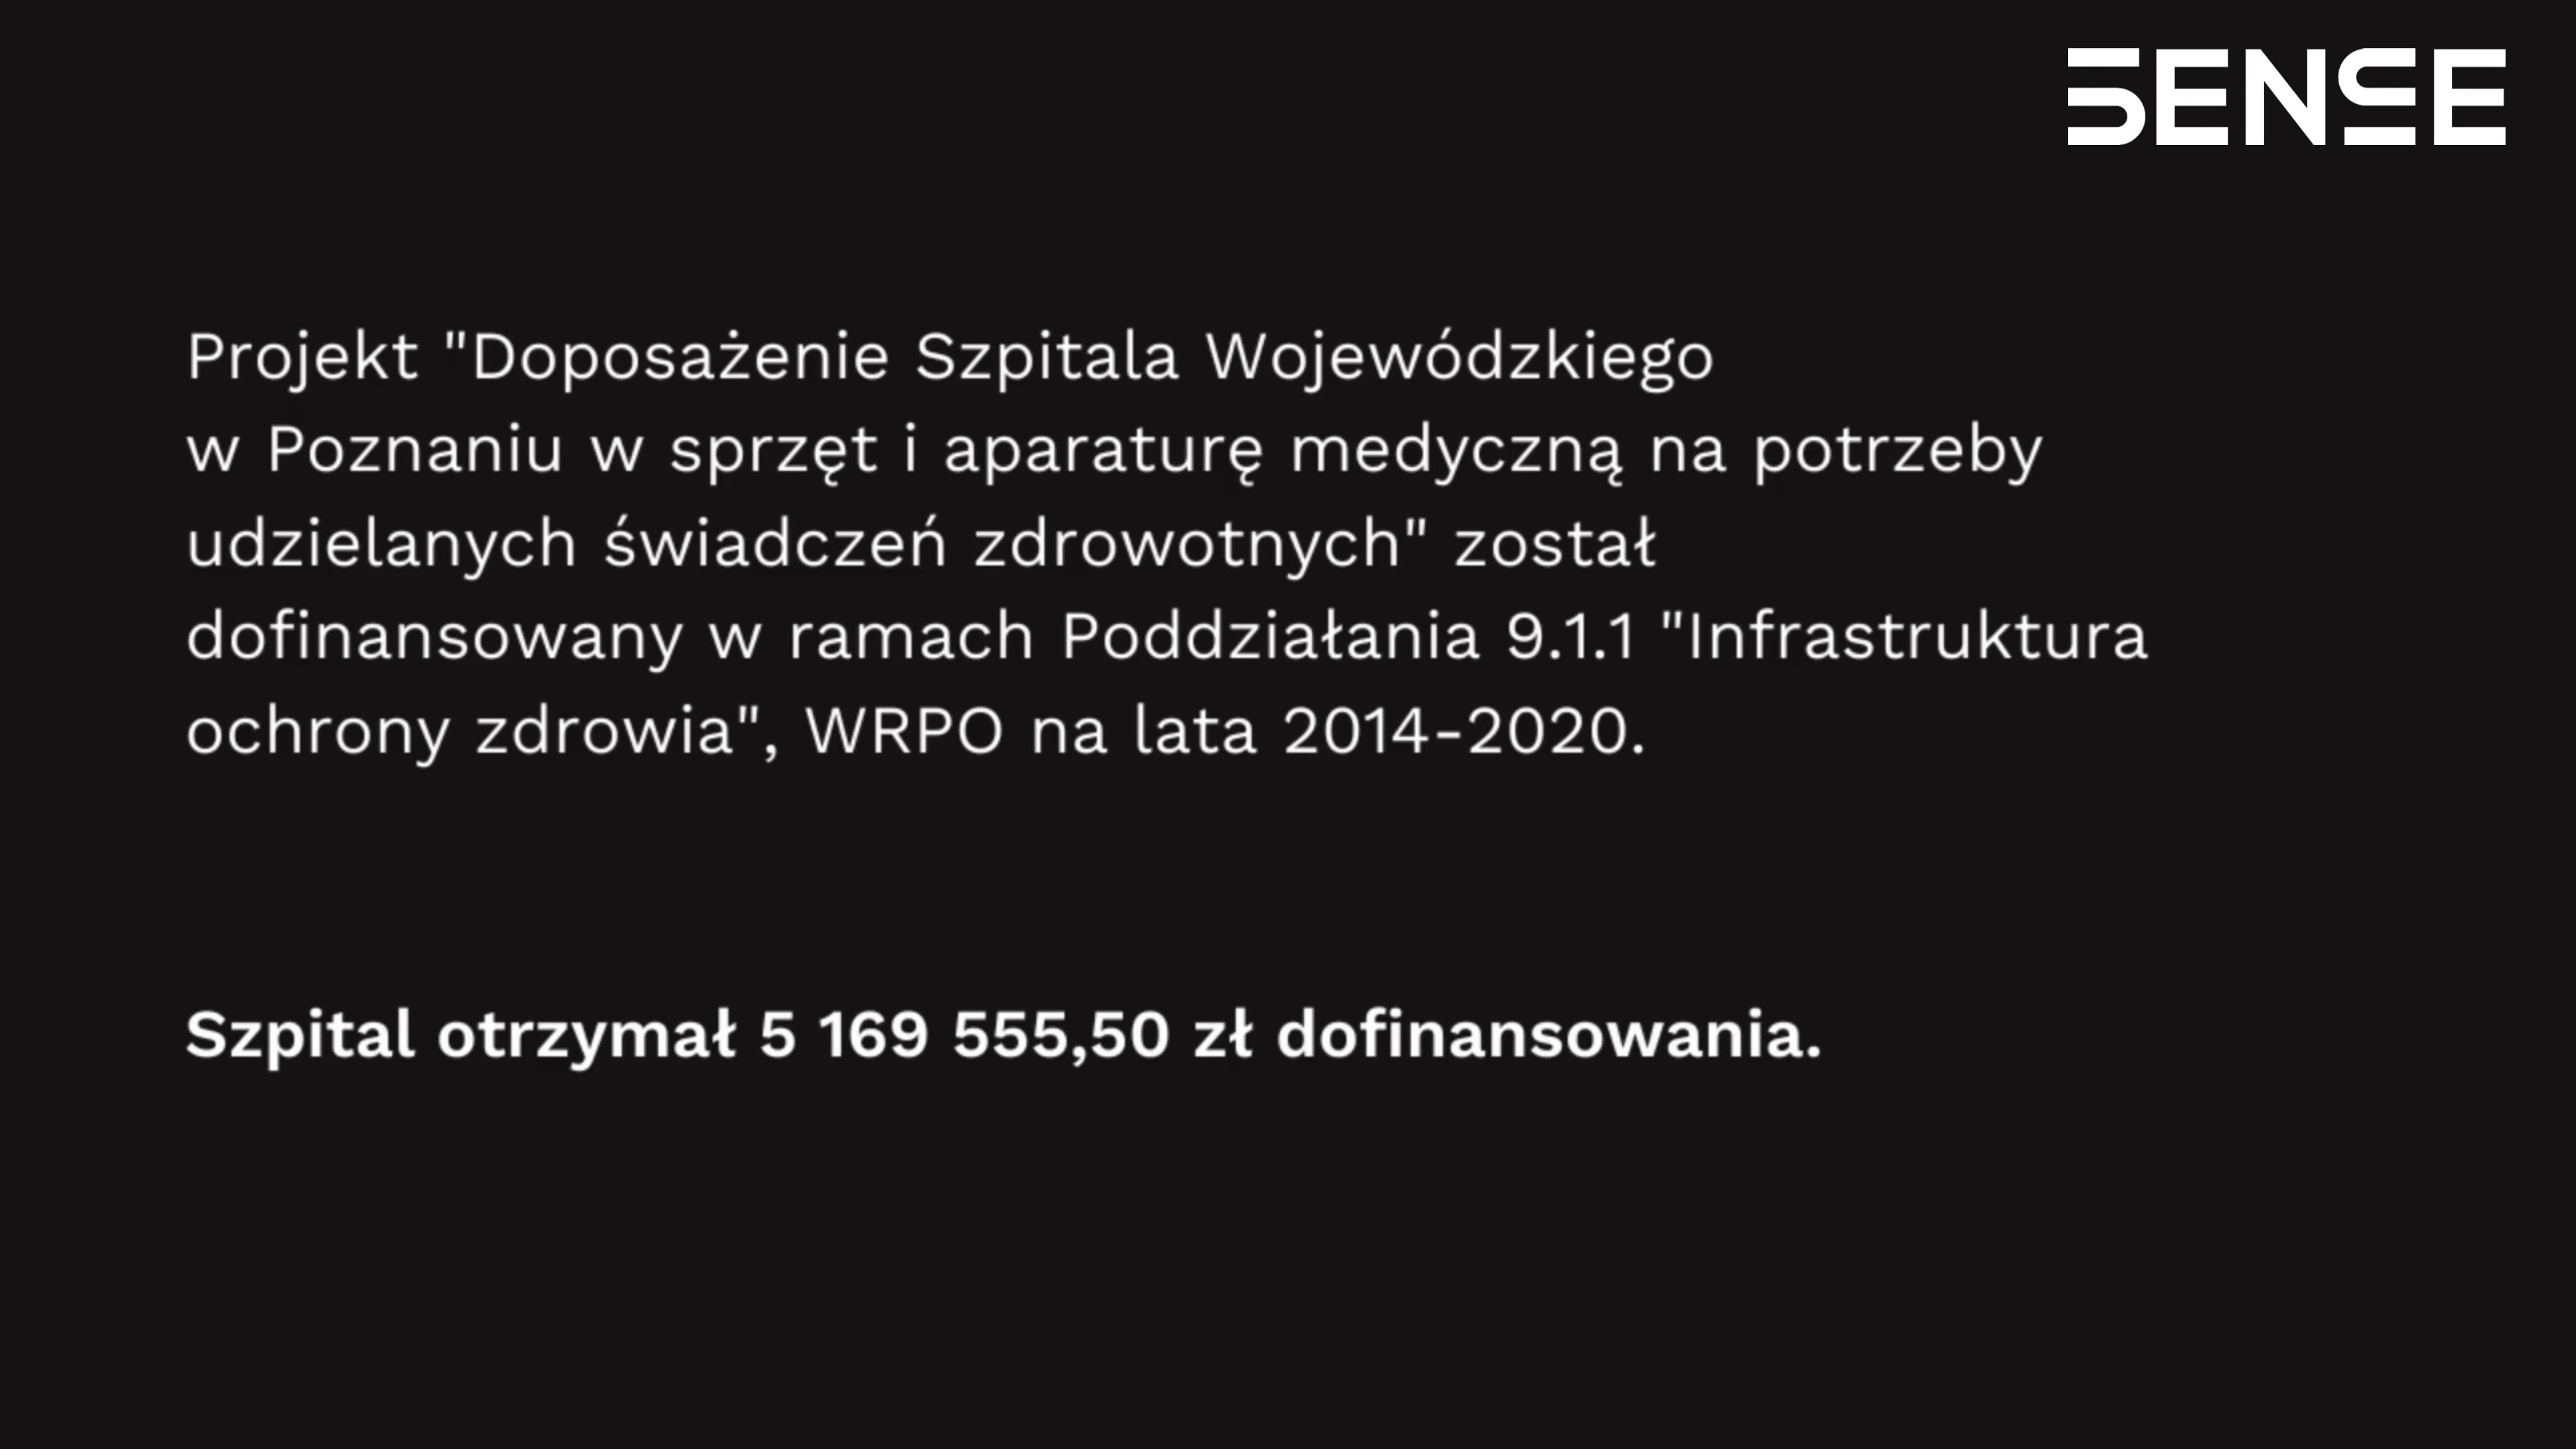 SENSE
Projekt "Doposażenie Szpitala Wojewódzkiego
w Poznaniu w sprzęt i aparaturę medyczną na potrzeby
udzielanych świadczeń zdrowotnych" został
dofinansowany w ramach Poddziałania 9.1.1 "Infrastruktura
ochrony zdrowia", WRPO na lata 2014-2020.
Szpital otrzymał 5 169 555,50 zł dofinansowania.